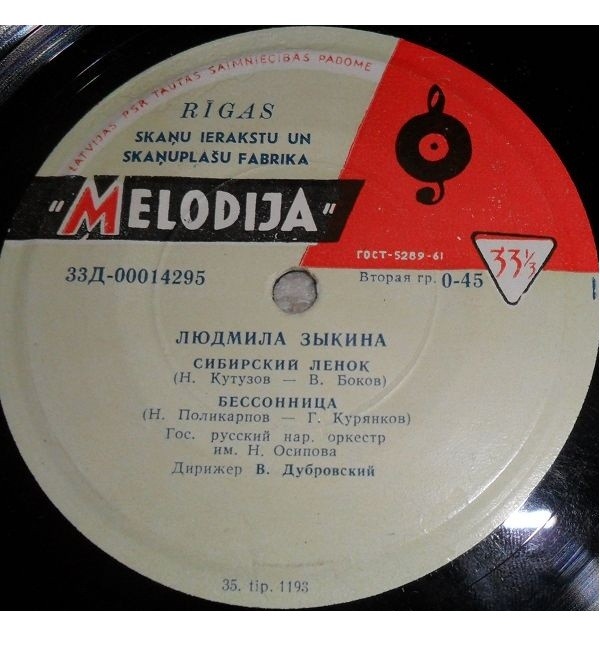 LATVIJAS PSR TAUTAS SAIMNIECĪBAS PADOME
RĪGAS
SKAŅU IERAKSTU UN
SKAŅUPLAŠU FABRIKA
"MELODIJA"
ГОСТ-5289-61
33Д-00014295
Вторая гр. 0-45
33⅓
ЛЮДМИЛА ЗЫКИНА
СИБИРСКИЙ ЛЕНОК
(Н. Кутузов — В. Боков)
БЕССОННИЦА
(Н. Поликарпов — Г. Курянков)
Гос. русский нар. оркестр
им. Н. Осипова
Дирижер В. Дубровский
35. tip. 1193